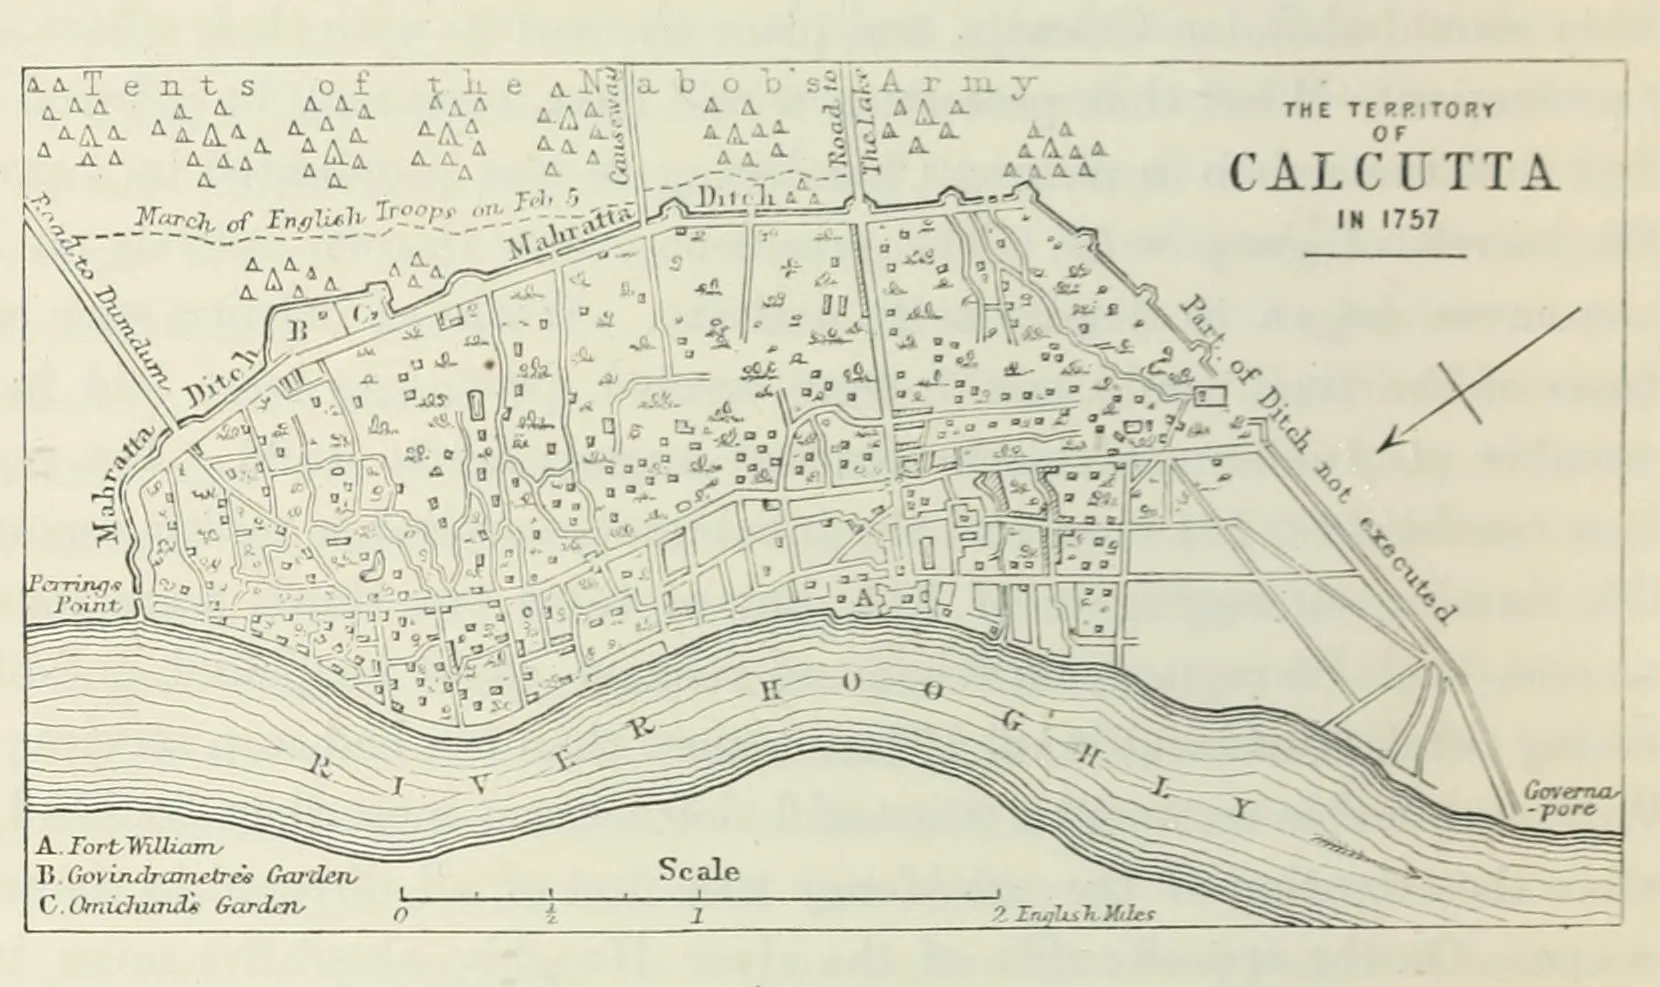 Tents of the Nabob's Army
THE TERRITORY
OF
CALCUTTA
IN 1757
Causeway
Road to
The Lake
March of English Troops on Feb 5
Mahratta Ditch
Road to Dumdum
B
C
Mahratta Ditch
Part of Ditch not executed
Perrings
Point
A
RIVER HOOGHLY
Governa
-pore
A. Fort William
B. Govindrametre's Garden
C. Omichund's Garden
Scale
0 ½ 1 2 English Miles